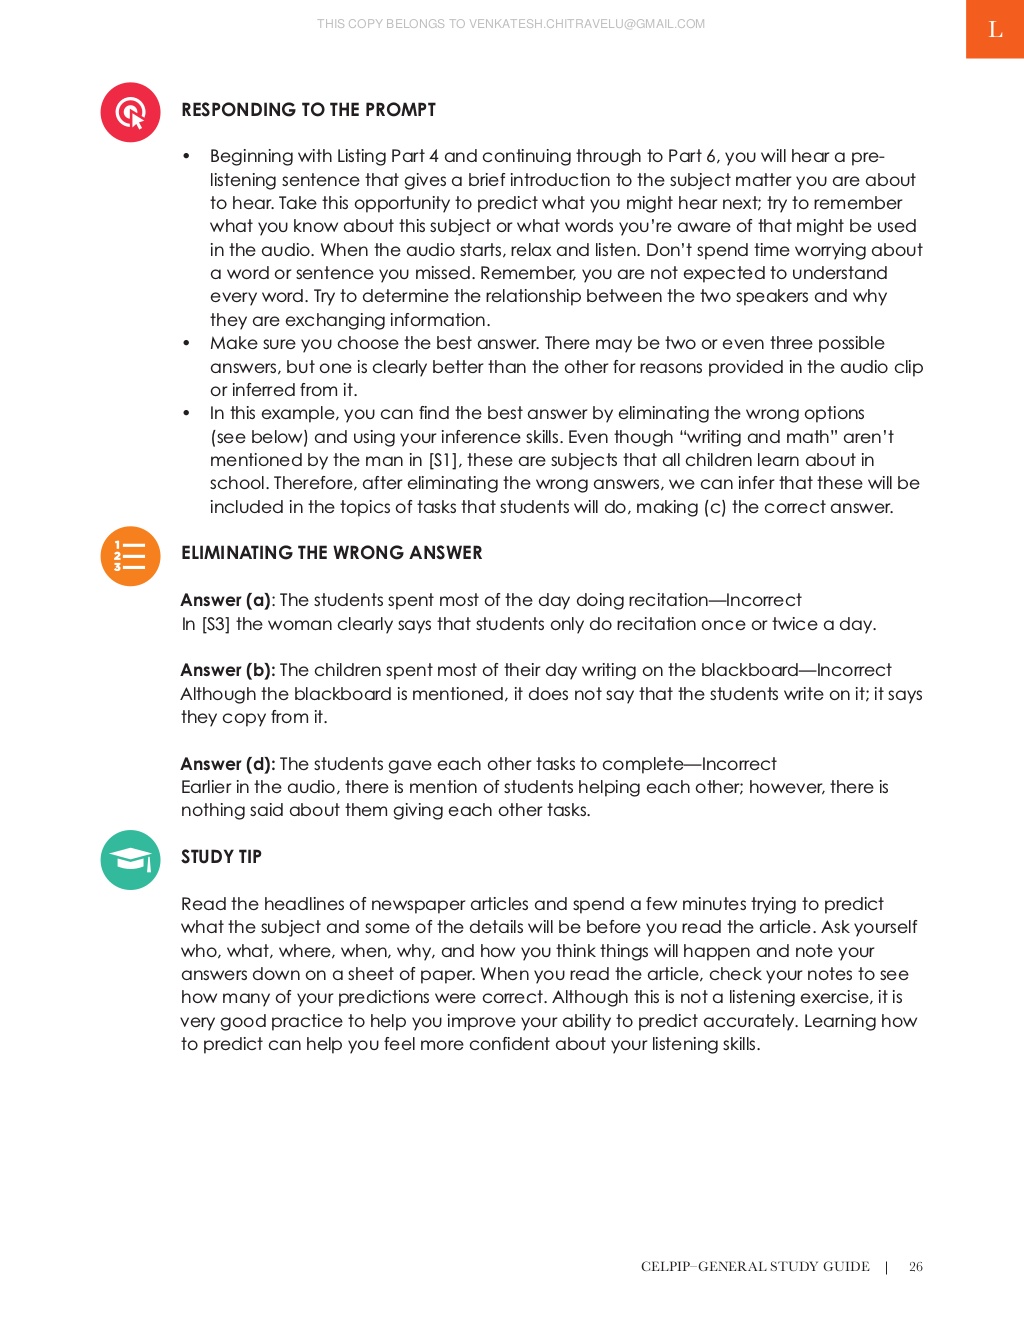 THIS COPY BELONGS TO VENKATESH.CHITRAVELU@GMAIL.COM
L
RESPONDING TO THE PROMPT
• Beginning with Listing Part 4 and continuing through to Part 6, you will hear a pre-
listening sentence that gives a brief introduction to the subject matter you are about
to hear. Take this opportunity to predict what you might hear next; try to remember
what you know about this subject or what words you're aware of that might be used
in the audio. When the audio starts, relax and listen. Don't spend time worrying about
a word or sentence you missed. Remember, you are not expected to understand
every word. Try to determine the relationship between the two speakers and why
they are exchanging information.
• Make sure you choose the best answer. There may be two or even three possible
answers, but one is clearly better than the other for reasons provided in the audio clip
or inferred from it.
• In this example, you can find the best answer by eliminating the wrong options
(see below) and using your inference skills. Even though “writing and math” aren't
mentioned by the man in [S1], these are subjects that all children learn about in
school. Therefore, after eliminating the wrong answers, we can infer that these will be
included in the topics of tasks that students will do, making (c) the correct answer.
1
2
3
ELIMINATING THE WRONG ANSWER
Answer (a): The students spent most of the day doing recitation—Incorrect
In [S3] the woman clearly says that students only do recitation once or twice a day.
Answer (b): The children spent most of their day writing on the blackboard—Incorrect
Although the blackboard is mentioned, it does not say that the students write on it; it says
they copy from it.
Answer (d): The students gave each other tasks to complete—Incorrect
Earlier in the audio, there is mention of students helping each other; however, there is
nothing said about them giving each other tasks.
STUDY TIP
Read the headlines of newspaper articles and spend a few minutes trying to predict
what the subject and some of the details will be before you read the article. Ask yourself
who, what, where, when, why, and how you think things will happen and note your
answers down on a sheet of paper. When you read the article, check your notes to see
how many of your predictions were correct. Although this is not a listening exercise, it is
very good practice to help you improve your ability to predict accurately. Learning how
to predict can help you feel more confident about your listening skills.
CELPIP–GENERAL STUDY GUIDE | 26